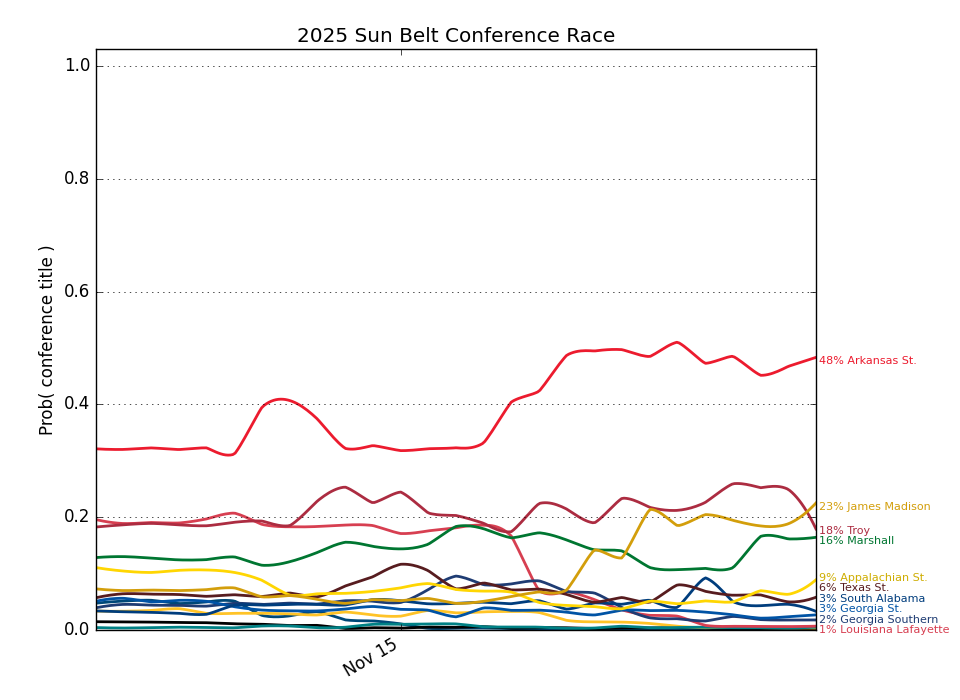 2025 Sun Belt Conference Race
Prob( conference title )
1.0
0.8
0.6
0.4
0.2
0.0
Nov 15
48% Arkansas St.
23% James Madison
18% Troy
16% Marshall
9% Appalachian St.
6% Texas St.
3% South Alabama
3% Georgia St.
2% Georgia Southern
1% Louisiana Lafayette